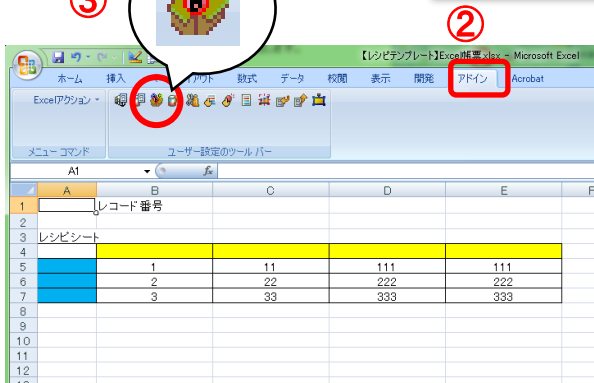 ③
②
【レシピテンプレート】Excel帳票.xlsx - Microsoft Excel
ホーム 挿入 アウト 数式 データ 校閲 表示 開発 アドイン Acrobat
Excelアクション
メニュー コマンド ユーザー設定のツール バー
A1 fx
A B C D E F
1 レコード番号
2
3 レシピシート
4
5 1 11 111 111
6 2 22 222 222
7 3 33 333 333
8
9
10
11
12